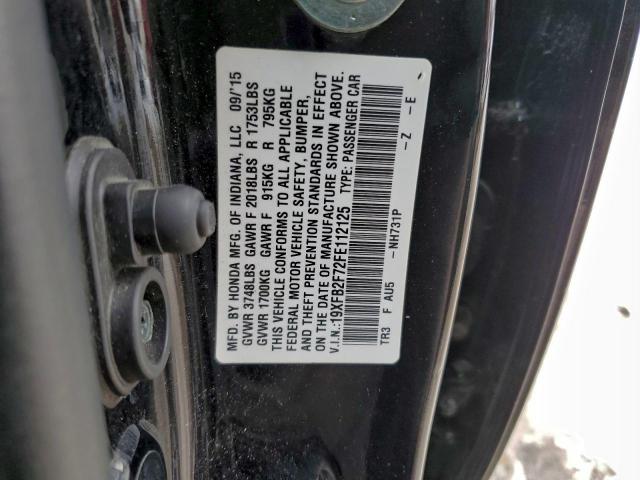 MFD. BY HONDA MFG. OF INDIANA, LLC 09/'15
GVWR 3748LBS GAWR F 2018LBS R 1753LBS
GVWR 1700KG GAWR F 915KG R 795KG
THIS VEHICLE CONFORMS TO ALL APPLICABLE
FEDERAL MOTOR VEHICLE SAFETY, BUMPER,
AND THEFT PREVENTION STANDARDS IN EFFECT
ON THE DATE OF MANUFACTURE SHOWN ABOVE.
V.I.N.:19XFB2F72FE112125 TYPE: PASSENGER CAR
TR3 F AU5 -NH731P -Z -E